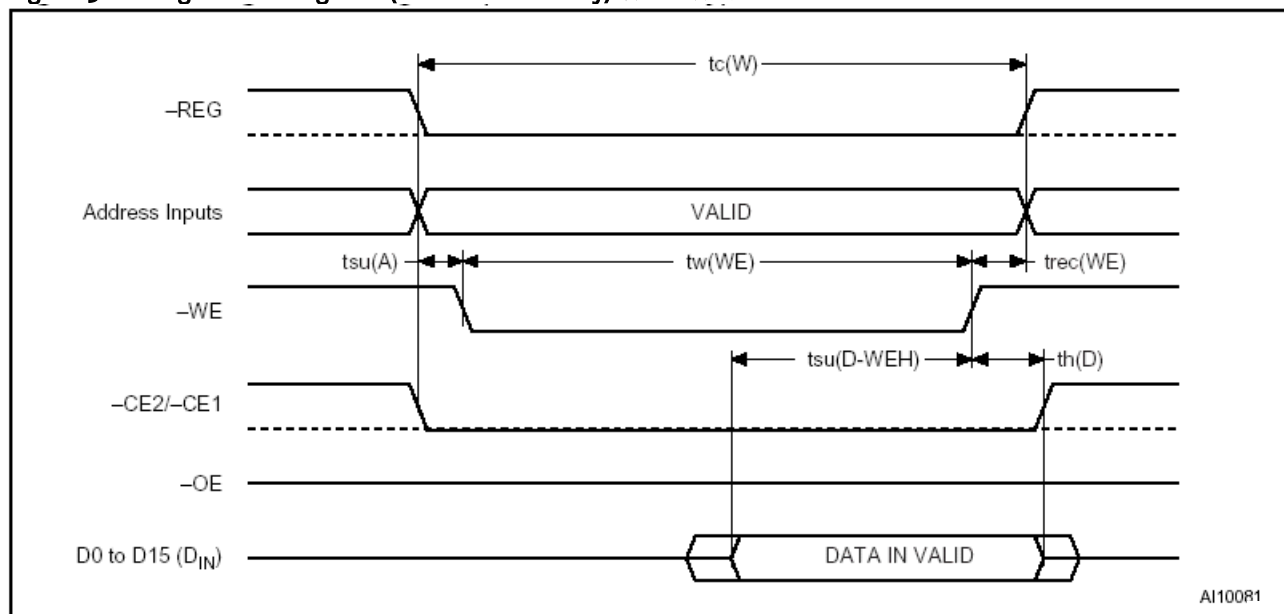 tc(W)
–REG
Address Inputs VALID
tsu(A) tw(WE) trec(WE)
–WE
tsu(D-WEH) th(D)
–CE2/–CE1
–OE
D0 to D15 (DIN) DATA IN VALID
AI10081